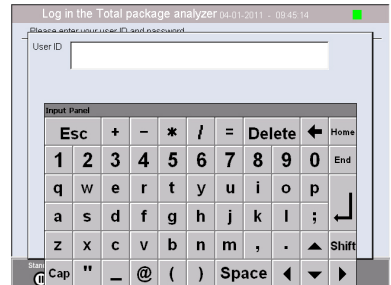 Log in the Total package analyzer 04-01-2011 - 09:45:14
Please enter your user ID and password
User ID
Input Panel
Esc + - * / = Delete Home
1 2 3 4 5 6 7 8 9 0 End
q w e r t y u i o p
a s d f g h j k l ;
z x c v b n m , . Shift
Cap " _ @ ( ) Space